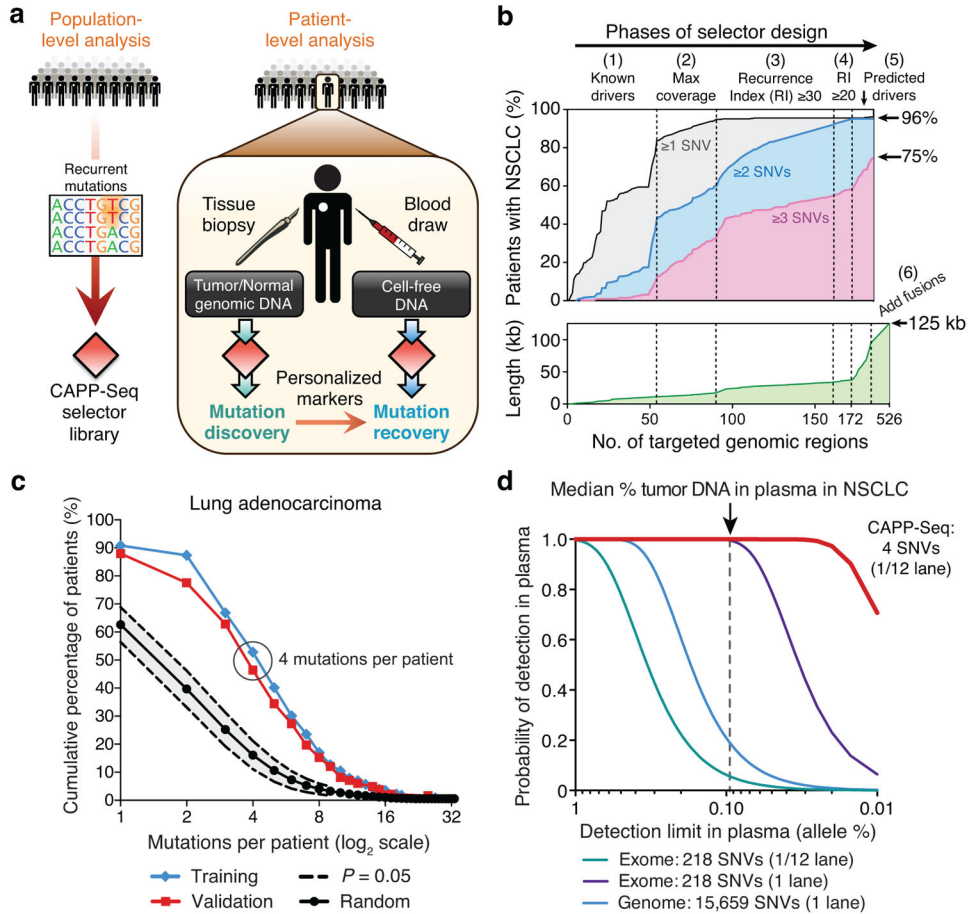 a
Population-
level analysis
Patient-
level analysis
Recurrent
mutations
ACCTGTCG
ACCTGTCG
ACCTGACG
ACCTGACG
CAPP-Seq
selector
library
Tissue
biopsy
Blood
draw
Tumor/Normal
genomic DNA
Cell-free
DNA
Personalized
markers
Mutation
discovery
Mutation
recovery
b
Phases of selector design
(1)
Known
drivers
(2)
Max
coverage
(3)
Recurrence
Index (RI) ≥30
(4)
RI
≥20
(5)
Predicted
drivers
Patients with NSCLC (%)
100
80
60
40
20
0
≥1 SNV
≥2 SNVs
≥3 SNVs
96%
75%
(6)
Add fusions
Length (kb)
100
50
0
125 kb
0 50 100 150 172 526
No. of targeted genomic regions
c
Lung adenocarcinoma
Cumulative percentage of patients (%)
100
90
80
70
60
50
40
30
20
10
0
4 mutations per patient
1 2 4 8 16 32
Mutations per patient (log₂ scale)
Training
P = 0.05
Validation
Random
d
Median % tumor DNA in plasma in NSCLC
CAPP-Seq:
4 SNVs
(1/12 lane)
Probability of detection in plasma
1.0
0.8
0.6
0.4
0.2
0
1 0.10 0.01
Detection limit in plasma (allele %)
Exome: 218 SNVs (1/12 lane)
Exome: 218 SNVs (1 lane)
Genome: 15,659 SNVs (1 lane)